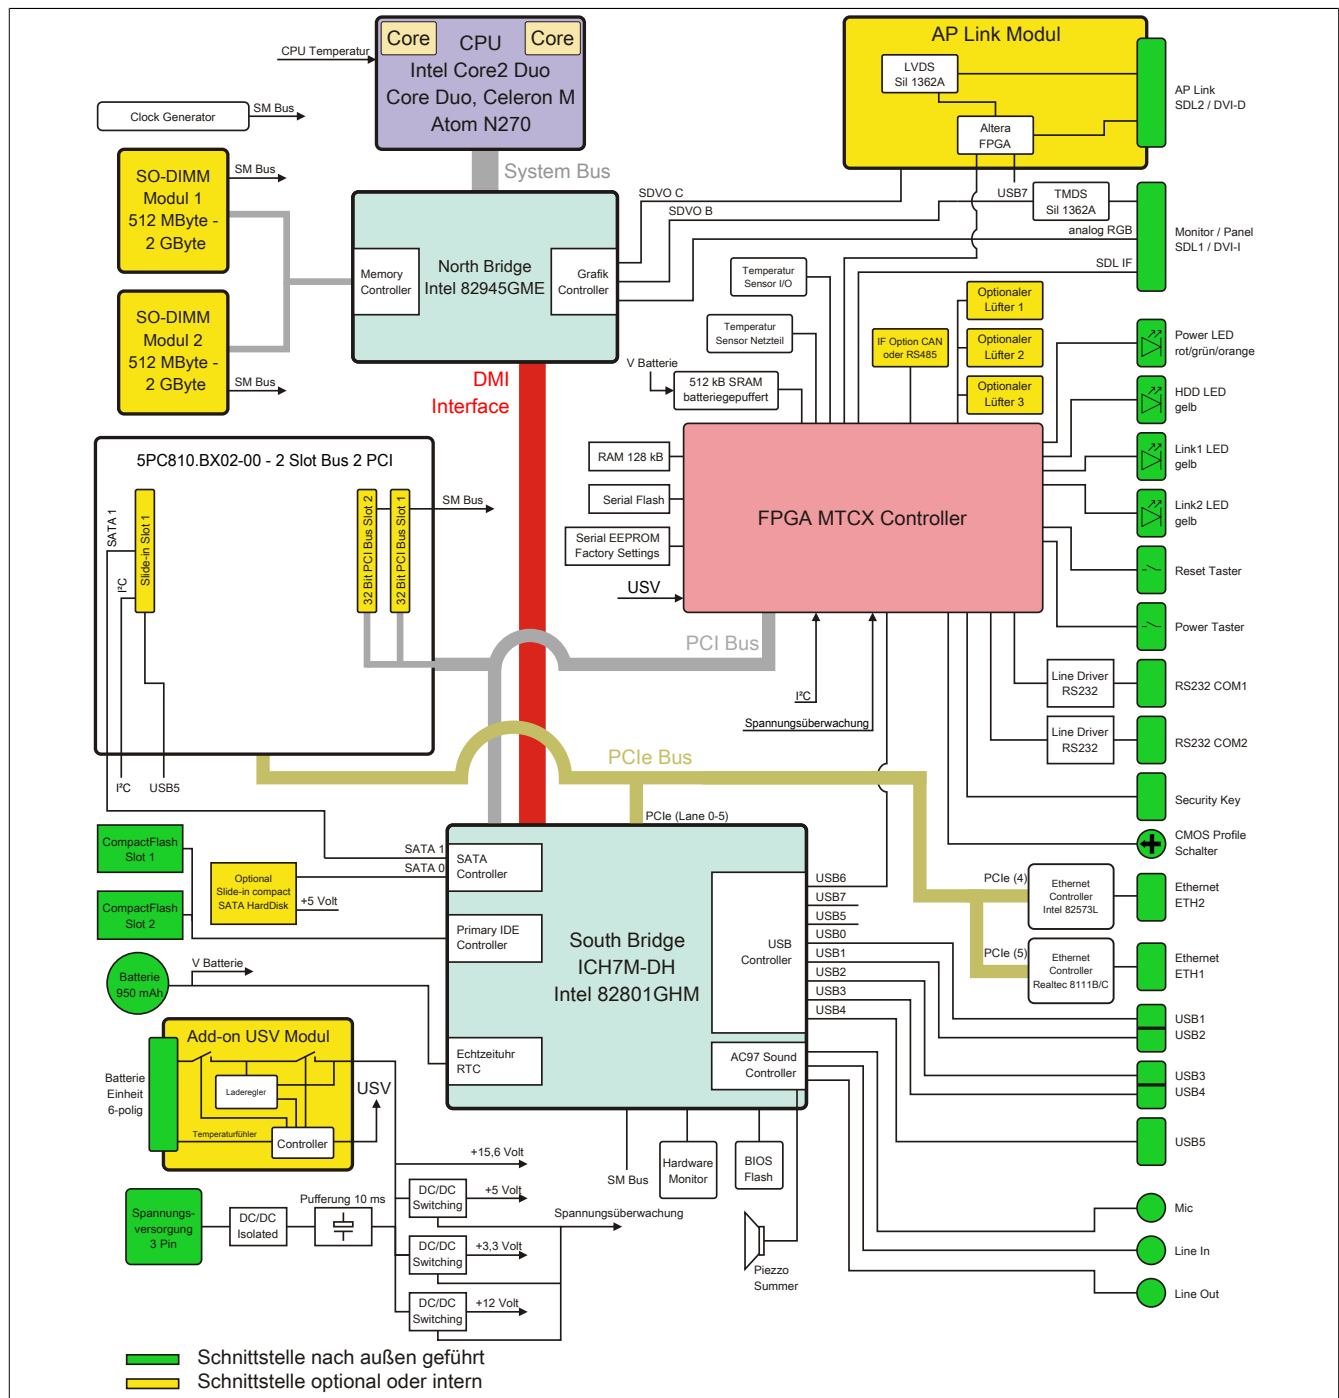 Core
CPU
Core
Intel Core2 Duo
Core Duo, Celeron M
Atom N270
CPU Temperatur
Clock Generator
SM Bus
System Bus
SO-DIMM
Modul 1
512 MByte -
2 GByte
SM Bus
SO-DIMM
Modul 2
512 MByte -
2 GByte
SM Bus
Memory
Controller
North Bridge
Intel 82945GME
Grafik
Controller
DMI
Interface
AP Link Modul
LVDS
Sil 1362A
Altera
FPGA
AP Link
SDL2 / DVI-D
SDVO C
SDVO B
USB7
TMDS
Sil 1362A
analog RGB
SDL IF
Monitor / Panel
SDL1 / DVI-I
Temperatur
Sensor I/O
Temperatur
Sensor Netzteil
V Batterie
512 kB SRAM
batteriegepuffert
IF Option CAN
oder RS485
Optionaler
Lüfter 1
Optionaler
Lüfter 2
Optionaler
Lüfter 3
Power LED
rot/grün/orange
HDD LED
gelb
Link1 LED
gelb
Link2 LED
gelb
Reset Taster
Power Taster
RAM 128 kB
Serial Flash
Serial EEPROM
Factory Settings
USV
FPGA MTCX Controller
5PC810.BX02-00 - 2 Slot Bus 2 PCI
SATA 1
I²C
Slide-in Slot 1
32 Bit PCI Bus Slot 2
32 Bit PCI Bus Slot 1
SM Bus
I²C
USB5
PCI Bus
I²C
Spannungsüberwachung
Line Driver
RS232
RS232 COM1
Line Driver
RS232
RS232 COM2
Security Key
CMOS Profile
Schalter
PCIe Bus
PCIe (Lane 0-5)
CompactFlash
Slot 1
CompactFlash
Slot 2
Optional
Slide-in compact
SATA HardDisk
+5 Volt
SATA 1
SATA 0
SATA
Controller
Primary IDE
Controller
South Bridge
ICH7M-DH
Intel 82801GHM
USB
Controller
USB6
USB7
USB5
USB0
USB1
USB2
USB3
USB4
PCIe (4)
Ethernet
Controller
Intel 82573L
Ethernet
ETH2
PCIe (5)
Ethernet
Controller
Realtec 8111B/C
Ethernet
ETH1
USB1
USB2
USB3
USB4
USB5
Batterie
950 mAh
V Batterie
Echtzeituhr
RTC
AC97 Sound
Controller
Add-on USV Modul
Batterie
Einheit
6-polig
Laderegler
Temperaturfühler
Controller
USV
SM Bus
Hardware
Monitor
BIOS
Flash
Piezzo
Summer
Mic
Line In
Line Out
Spannungs-
versorgung
3 Pin
DC/DC
Isolated
Pufferung 10 ms
+15,6 Volt
DC/DC
Switching
+5 Volt
Spannungsüberwachung
DC/DC
Switching
+3,3 Volt
DC/DC
Switching
+12 Volt
Schnittstelle nach außen geführt
Schnittstelle optional oder intern